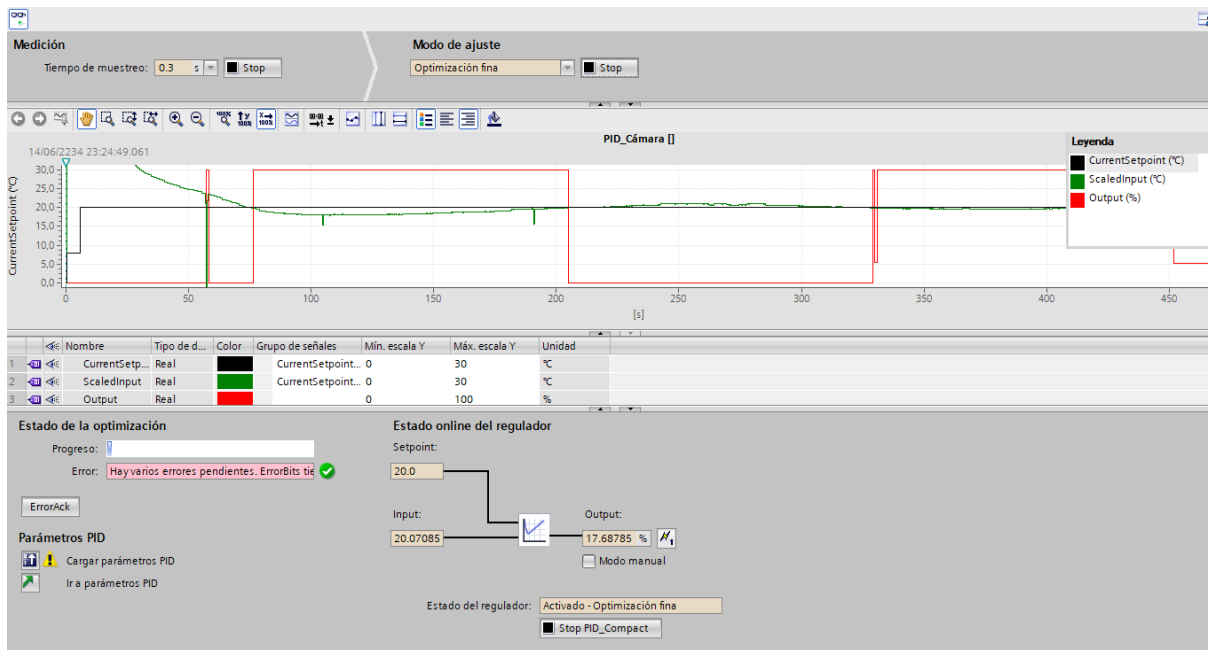 Medición
Modo de ajuste
Tiempo de muestreo: 0.3 s Stop
Optimización fina Stop
PID_Cámara []
14/06/2234 23:24:49.061
Leyenda
CurrentSetpoint (℃)
ScaledInput (℃)
Output (%)
CurrentSetpoint (℃)
30,0
25,0
20,0
15,0
10,0
5,0
0,0
0 50 100 150 200 250 300 350 400 450
[s]
Nombre Tipo de d... Color Grupo de señales Mín. escala Y Máx. escala Y Unidad
1 CurrentSetp... Real CurrentSetpoint... 0 30 ℃
2 ScaledInput Real CurrentSetpoint... 0 30 ℃
3 Output Real 0 100 %
Estado de la optimización
Progreso:
Error: Hay varios errores pendientes. ErrorBits tie
ErrorAck
Parámetros PID
Cargar parámetros PID
Ir a parámetros PID
Estado online del regulador
Setpoint:
20.0
Input:
20.07085
Output:
17.68785 %
Modo manual
Estado del regulador: Activado - Optimización fina
Stop PID_Compact